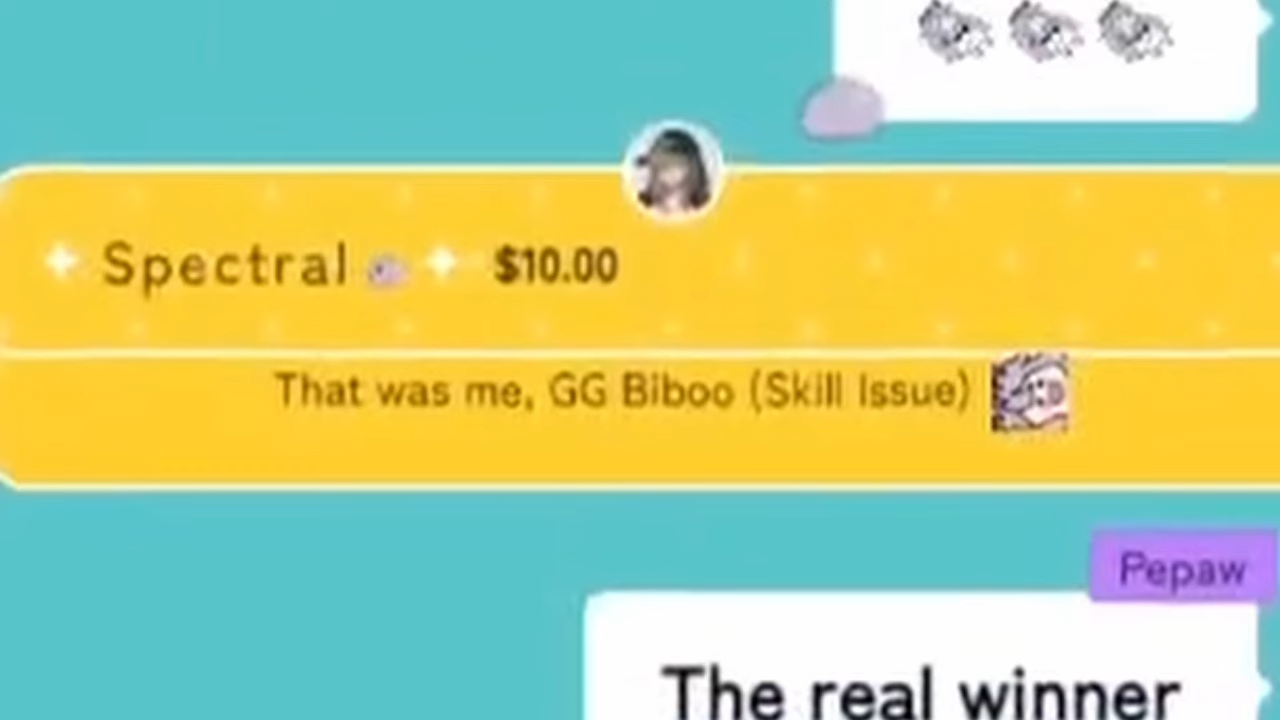 Spectral $10.00
That was me, GG Biboo (Skill Issue)
Pepaw
The real winner